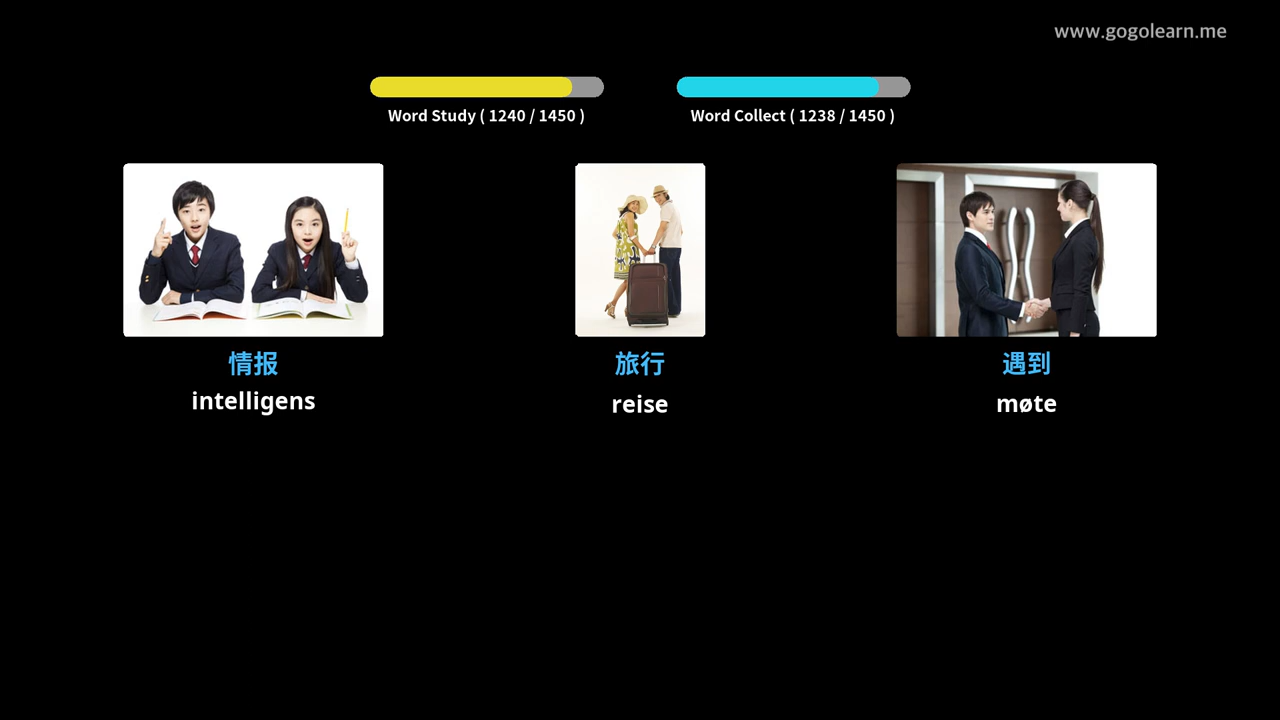 www.gogolearn.me
Word Study ( 1240 / 1450 )
Word Collect ( 1238 / 1450 )
情报
旅行
遇到
intelligens
reise
møte